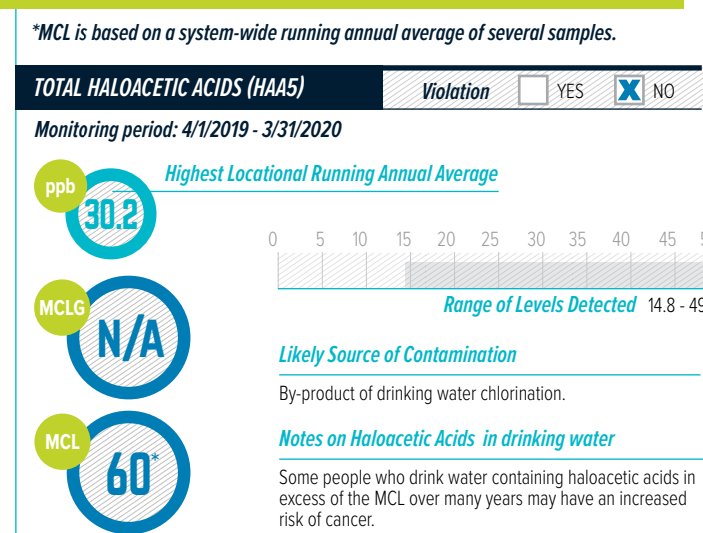 *MCL is based on a system-wide running annual average of several samples.
TOTAL HALOACETIC ACIDS (HAA5)
Violation YES X NO
Monitoring period: 4/1/2019 - 3/31/2020
ppb
30.2
Highest Locational Running Annual Average
0 5 10 15 20 25 30 35 40 45
Range of Levels Detected 14.8 - 49
MCLG
N/A
Likely Source of Contamination
By-product of drinking water chlorination.
MCL
60*
Notes on Haloacetic Acids in drinking water
Some people who drink water containing haloacetic acids in
excess of the MCL over many years may have an increased
risk of cancer.